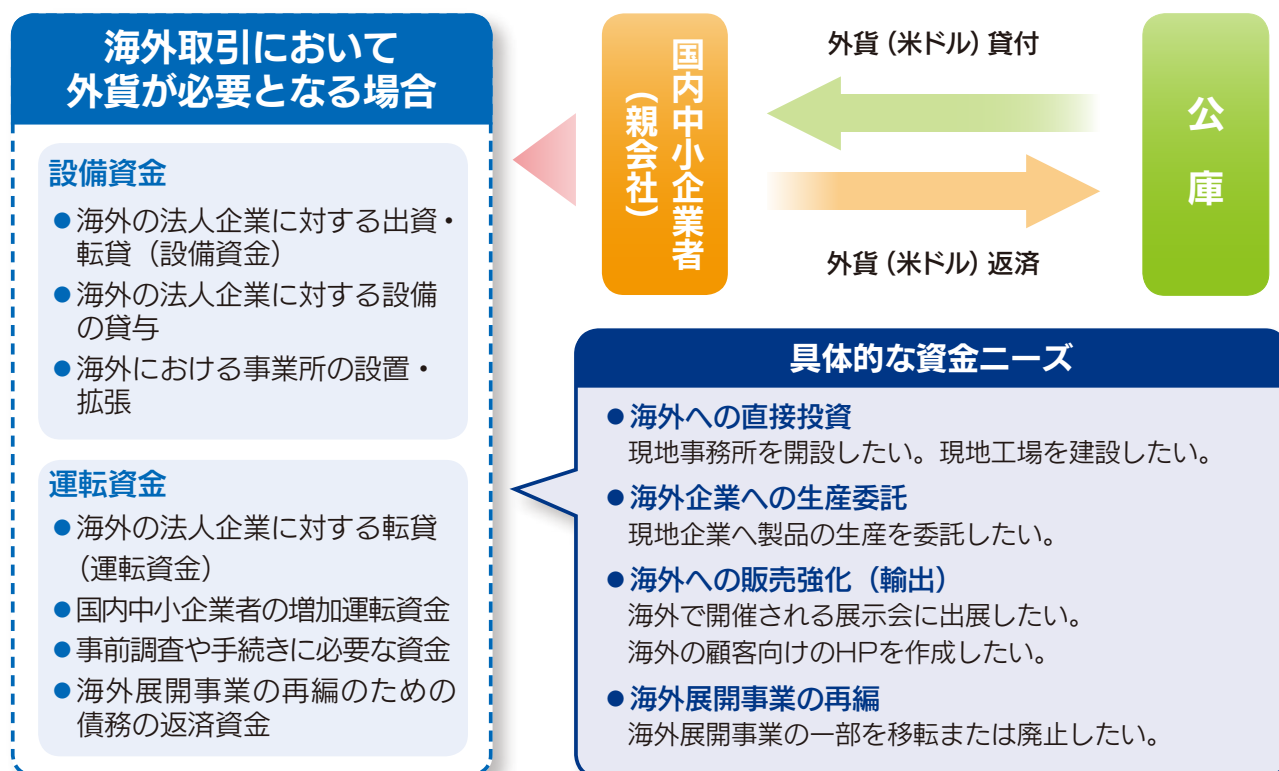 海外取引において
外貨が必要となる場合
設備資金
●海外の法人企業に対する出資・
転貸（設備資金）
●海外の法人企業に対する設備
の貸与
●海外における事業所の設置・
拡張
運転資金
●海外の法人企業に対する転貸
（運転資金）
●国内中小企業者の増加運転資金
●事前調査や手続きに必要な資金
●海外展開事業の再編のための
債務の返済資金
国内中小企業者
（親会社）
外貨（米ドル）貸付
外貨（米ドル）返済
公庫
具体的な資金ニーズ
●海外への直接投資
現地事務所を開設したい。現地工場を建設したい。
●海外企業への生産委託
現地企業へ製品の生産を委託したい。
●海外への販売強化（輸出）
海外で開催される展示会に出展したい。
海外の顧客向けのHPを作成したい。
●海外展開事業の再編
海外展開事業の一部を移転または廃止したい。